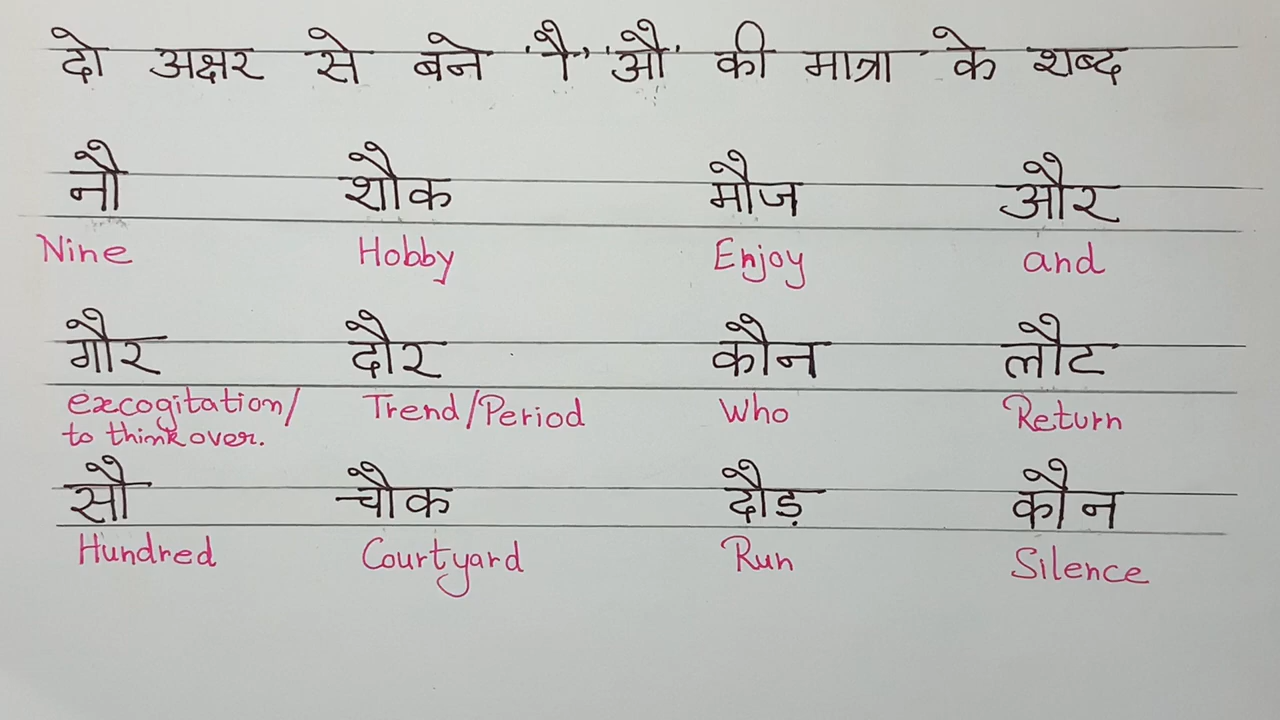 दो अक्षर से बने 'ौ' 'औ' की मात्रा के शब्द
नौ शौक मौज और
Nine Hobby Enjoy and
गौर दौर कौन लौट
excogitation/ Trend/Period Who Return
to think over.
सौ चौक दौड़ कौन
Hundred Courtyard Run Silence